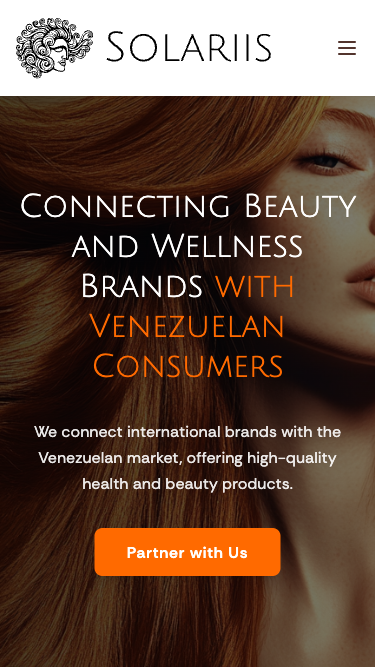 Solariis
Connecting Beauty
and Wellness
Brands with
Venezuelan
Consumers
We connect international brands with the
Venezuelan market, offering high-quality
health and beauty products.
Partner with Us